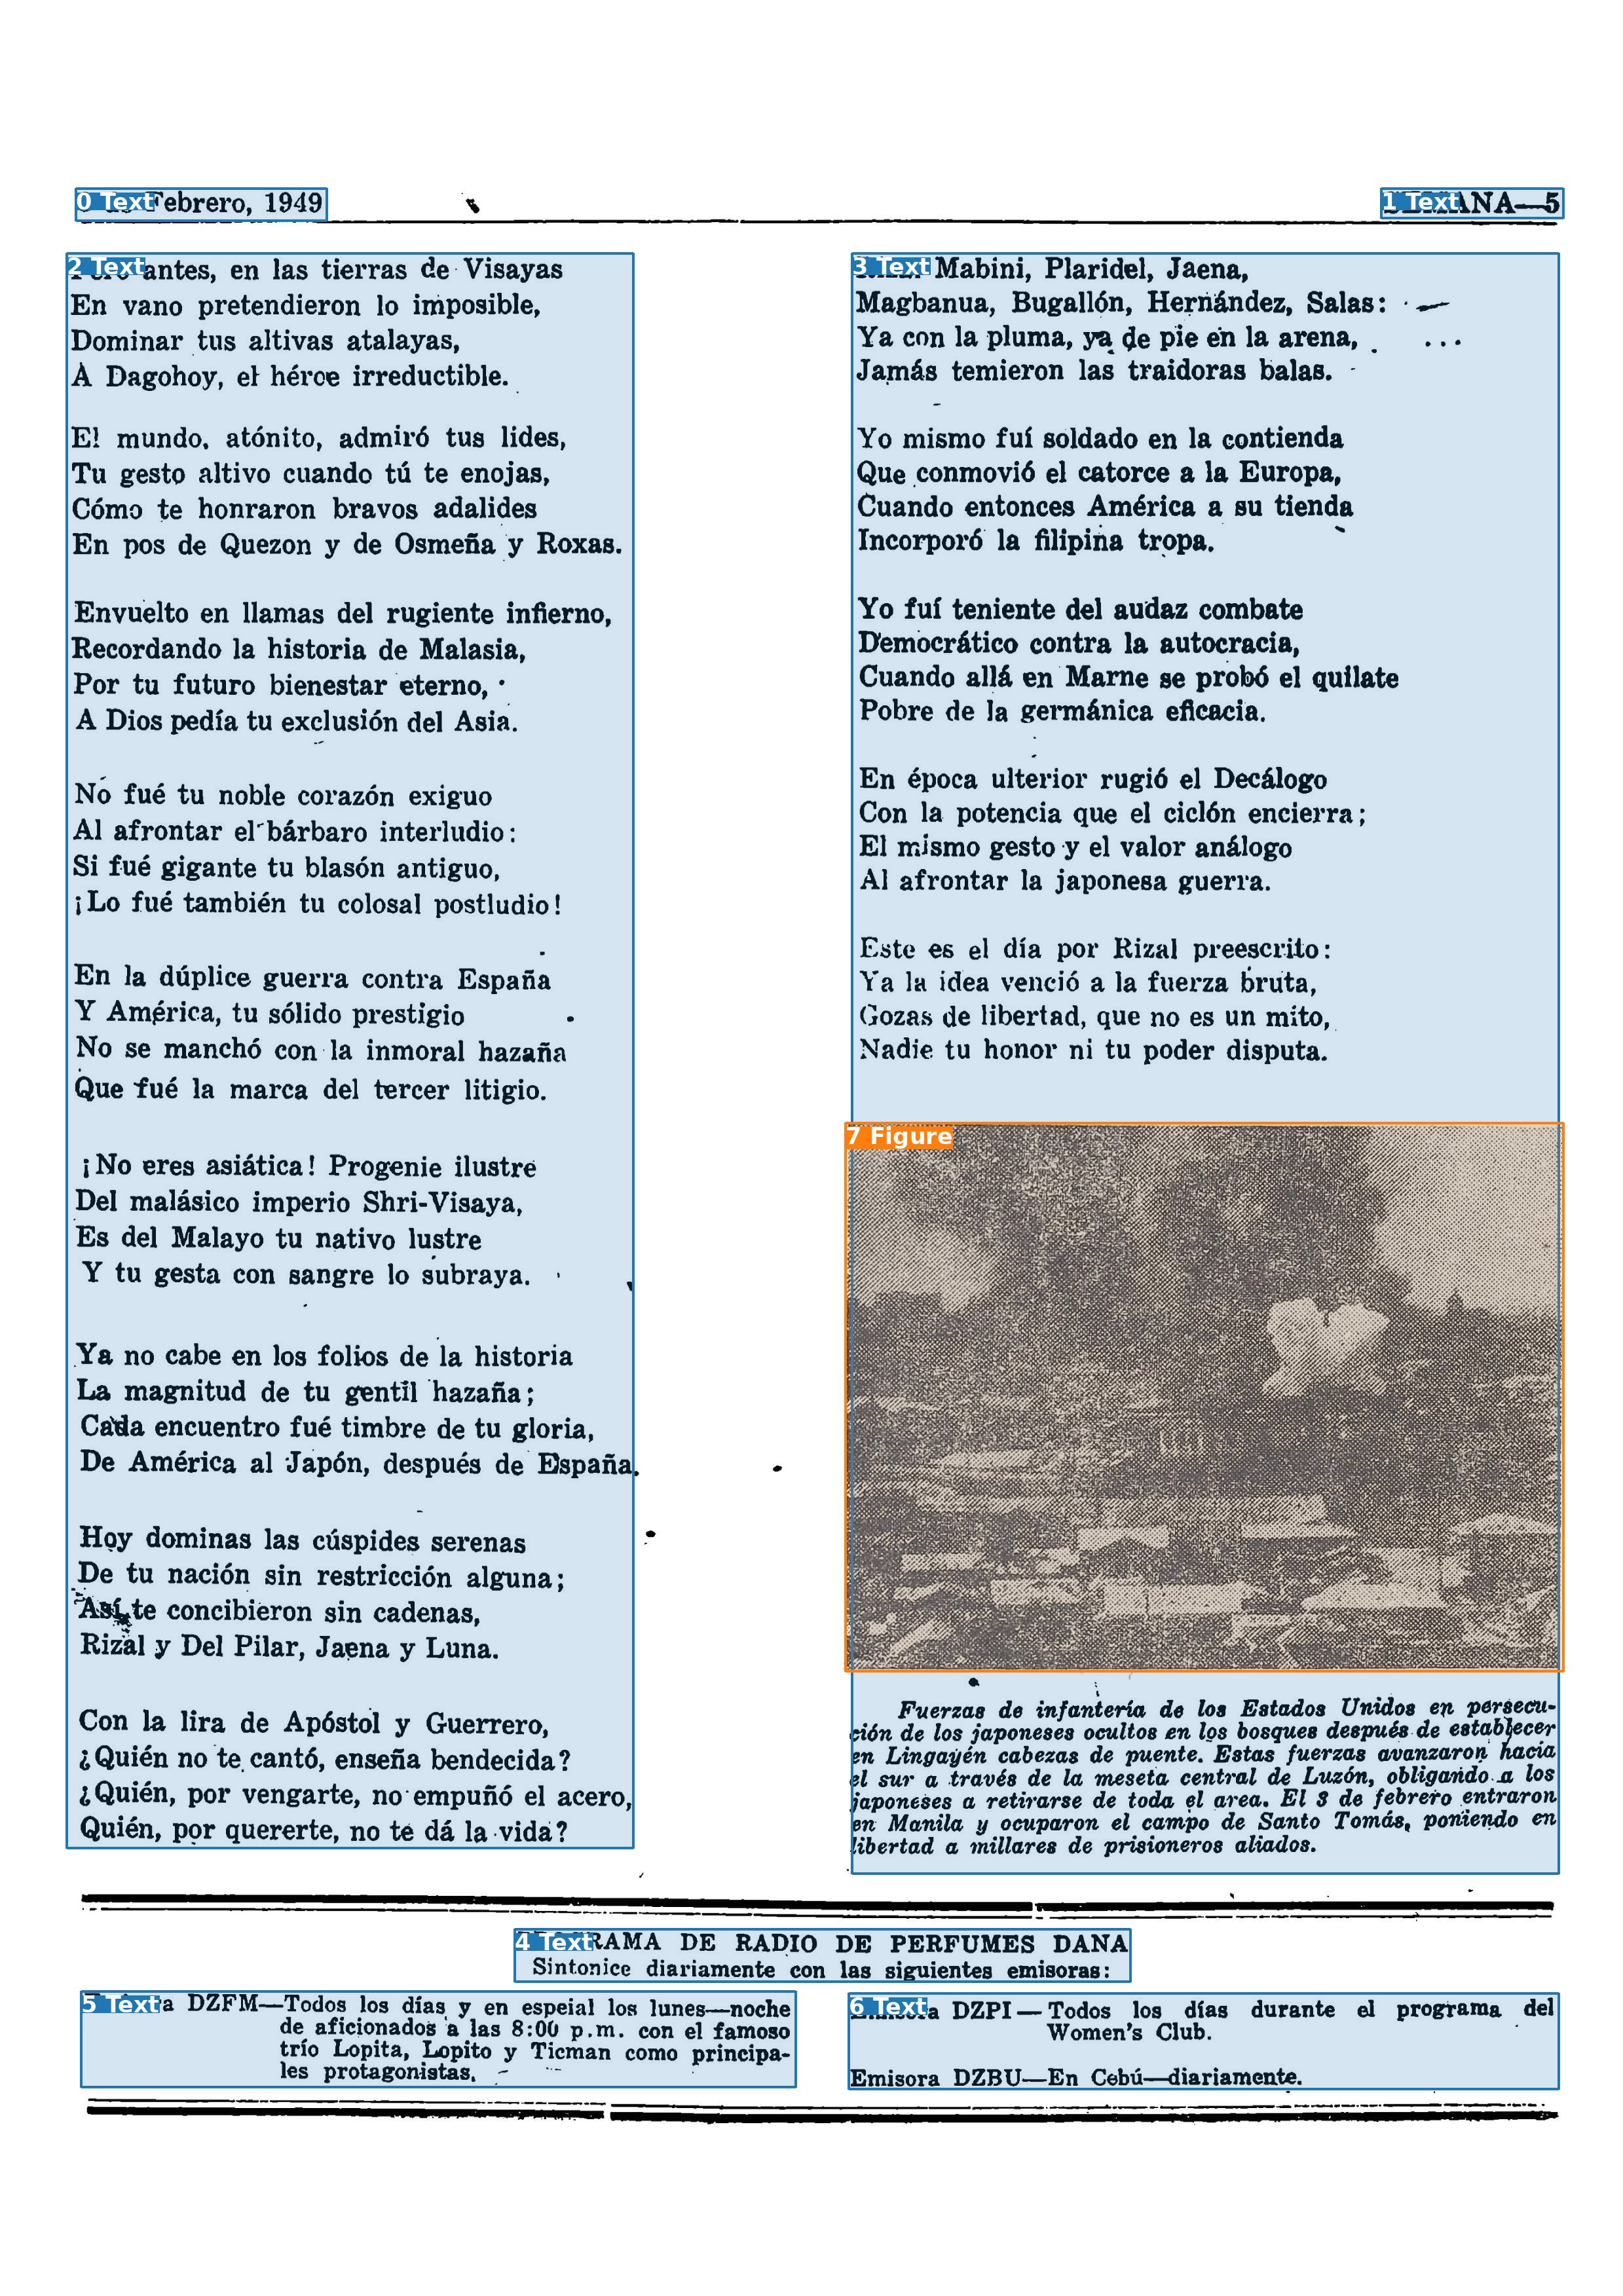 Febrero, 1949
ANA—5
antes, en las tierras de Visayas
En vano pretendieron lo imposible,
Dominar tus altivas atalayas,
A Dagohoy, el héroe irreductible.
El mundo, atónito, admiró tus lides,
Tu gesto altivo cuando tú te enojas,
Cómo te honraron bravos adalides
En pos de Quezon y de Osmeña y Roxas.
Envuelto en llamas del rugiente infierno,
Recordando la historia de Malasia,
Por tu futuro bienestar eterno,
A Dios pedía tu exclusión del Asia.
No fué tu noble corazón exiguo
Al afrontar el bárbaro interludio:
Si fué gigante tu blasón antiguo,
¡Lo fué también tu colosal postludio!
En la dúplice guerra contra España
Y América, tu sólido prestigio
No se manchó con la inmoral hazaña
Que fué la marca del tercer litigio.
¡No eres asiática! Progenie ilustre
Del malásico imperio Shri-Visaya,
Es del Malayo tu nativo lustre
Y tu gesta con sangre lo subraya.
Ya no cabe en los folios de la historia
La magnitud de tu gentil hazaña;
Cada encuentro fué timbre de tu gloria,
De América al Japón, después de España.
Hoy dominas las cúspides serenas
De tu nación sin restricción alguna;
Así te concibieron sin cadenas,
Rizal y Del Pilar, Jaena y Luna.
Con la lira de Apóstol y Guerrero,
¿Quién no te cantó, enseña bendecida?
¿Quién, por vengarte, no empuñó el acero,
Quién, por quererte, no te dá la vida?
Mabini, Plaridel, Jaena,
Magbanua, Bugallón, Hernández, Salas:
Ya con la pluma, ya de pie en la arena,
Jamás temieron las traidoras balas.
Yo mismo fuí soldado en la contienda
Que conmovió el catorce a la Europa,
Cuando entonces América a su tienda
Incorporó la filipina tropa.
Yo fuí teniente del audaz combate
Democrático contra la autocracia,
Cuando allá en Marne se probó el quilate
Pobre de la germánica eficacia.
En época ulterior rugió el Decálogo
Con la potencia que el ciclón encierra;
El mismo gesto y el valor análogo
Al afrontar la japonesa guerra.
Este es el día por Rizal preescrito:
Ya la idea venció a la fuerza bruta,
Gozas de libertad, que no es un mito,
Nadie tu honor ni tu poder disputa.
Fuerzas de infantería de los Estados Unidos en persecu-
ción de los japoneses ocultos en los bosques después de establecer
en Lingayén cabezas de puente. Estas fuerzas avanzaron hacia
el sur a través de la meseta central de Luzón, obligando a los
japoneses a retirarse de toda el area. El 3 de febrero entraron
en Manila y ocuparon el campo de Santo Tomás, poniendo en
libertad a millares de prisioneros aliados.
RAMA DE RADIO DE PERFUMES DANA
Sintonice diariamente con las siguientes emisoras:
DZFM—Todos los días y en espeial los lunes—noche
de aficionados a las 8:00 p.m. con el famoso
trío Lopita, Lopito y Ticman como principa-
les protagonistas.
DZPI—Todos los días durante el programa del
Women's Club.
Emisora DZBU—En Cebú—diariamente.
0 Text
1 Text
2 Text
3 Text
4 Text
5 Text
6 Text
7 Figure